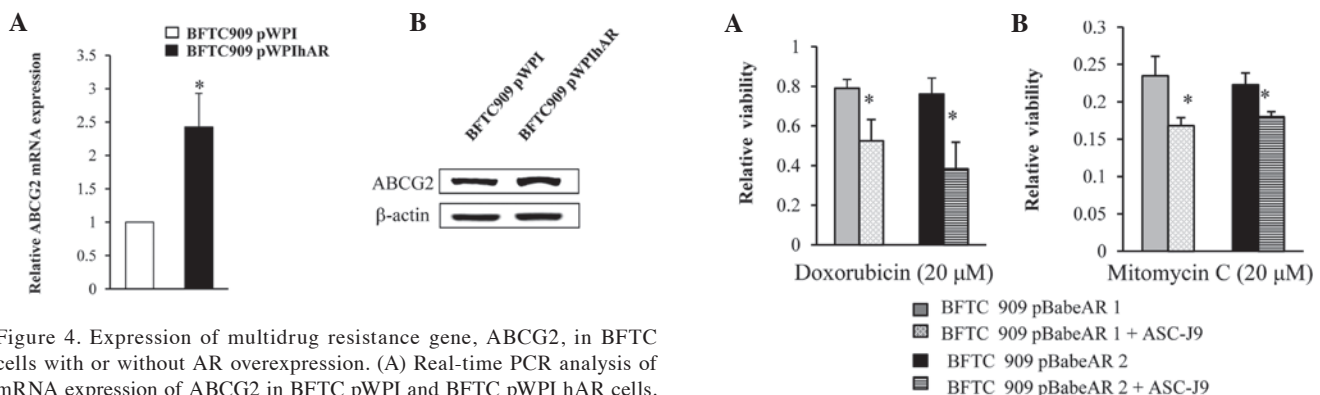 A
BFTC909 pWPI
BFTC909 pWPIhAR
Relative ABCG2 mRNA expression
3.5
3
2.5
2
1.5
1
0.5
0
*
B
BFTC909 pWPI
BFTC909 pWPIhAR
ABCG2
β-actin
Figure 4. Expression of multidrug resistance gene, ABCG2, in BFTC
cells with or without AR overexpression. (A) Real-time PCR analysis of
mRNA expression of ABCG2 in BFTC pWPI and BFTC pWPI hAR cells.
A
Relative viability
1
0.8
0.6
0.4
0.2
0
*
*
Doxorubicin (20 μM)
B
Relative viability
0.3
0.25
0.2
0.15
0.1
0.05
0
*
*
Mitomycin C (20 μM)
BFTC 909 pBabeAR 1
BFTC 909 pBabeAR 1 + ASC-J9
BFTC 909 pBabeAR 2
BFTC 909 pBabeAR 2 + ASC-J9